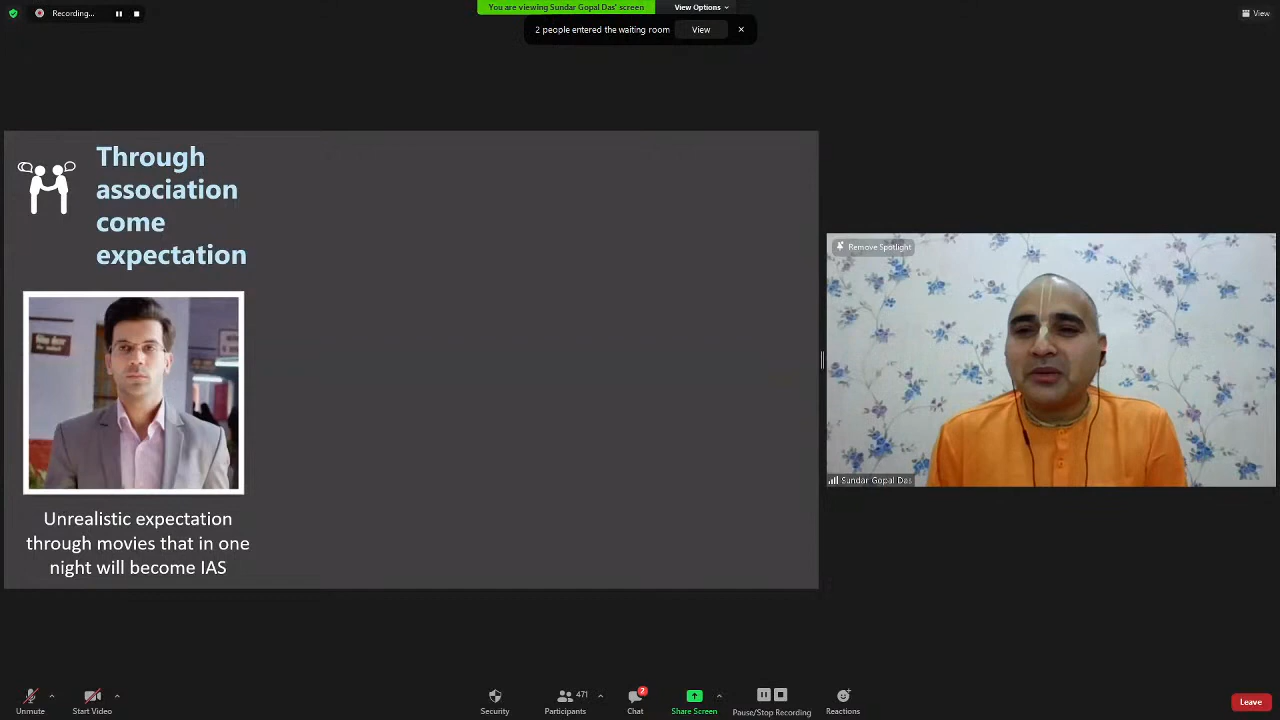 Recording...
You are viewing Sundar Gopal Das' screen
View Options
View
2 people entered the waiting room
View
Through
association
come
expectation
Unrealistic expectation
through movies that in one
night will become IAS
Remove Spotlight
Sundar Gopal Das
Unmute
Start Video
Security
Participants
471
Chat
2
Share Screen
Pause/Stop Recording
Reactions
Leave